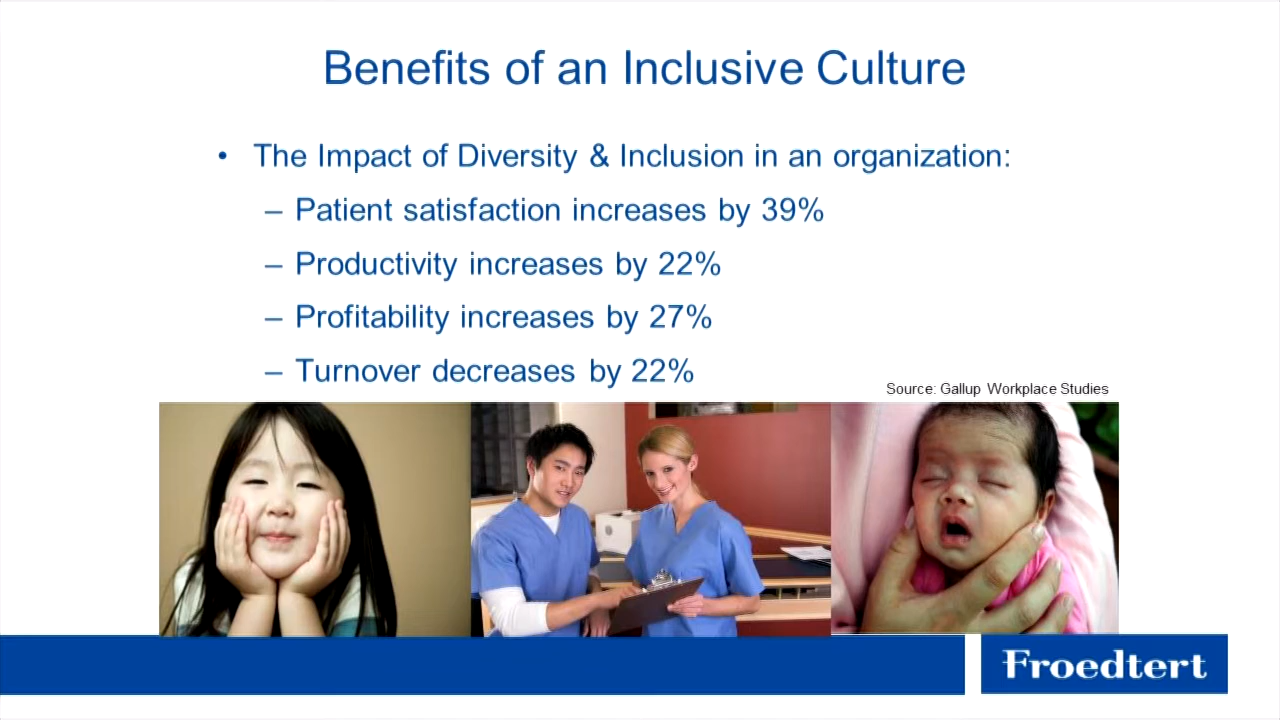 Benefits of an Inclusive Culture
• The Impact of Diversity & Inclusion in an organization:
– Patient satisfaction increases by 39%
– Productivity increases by 22%
– Profitability increases by 27%
– Turnover decreases by 22%
Source: Gallup Workplace Studies
Froedtert